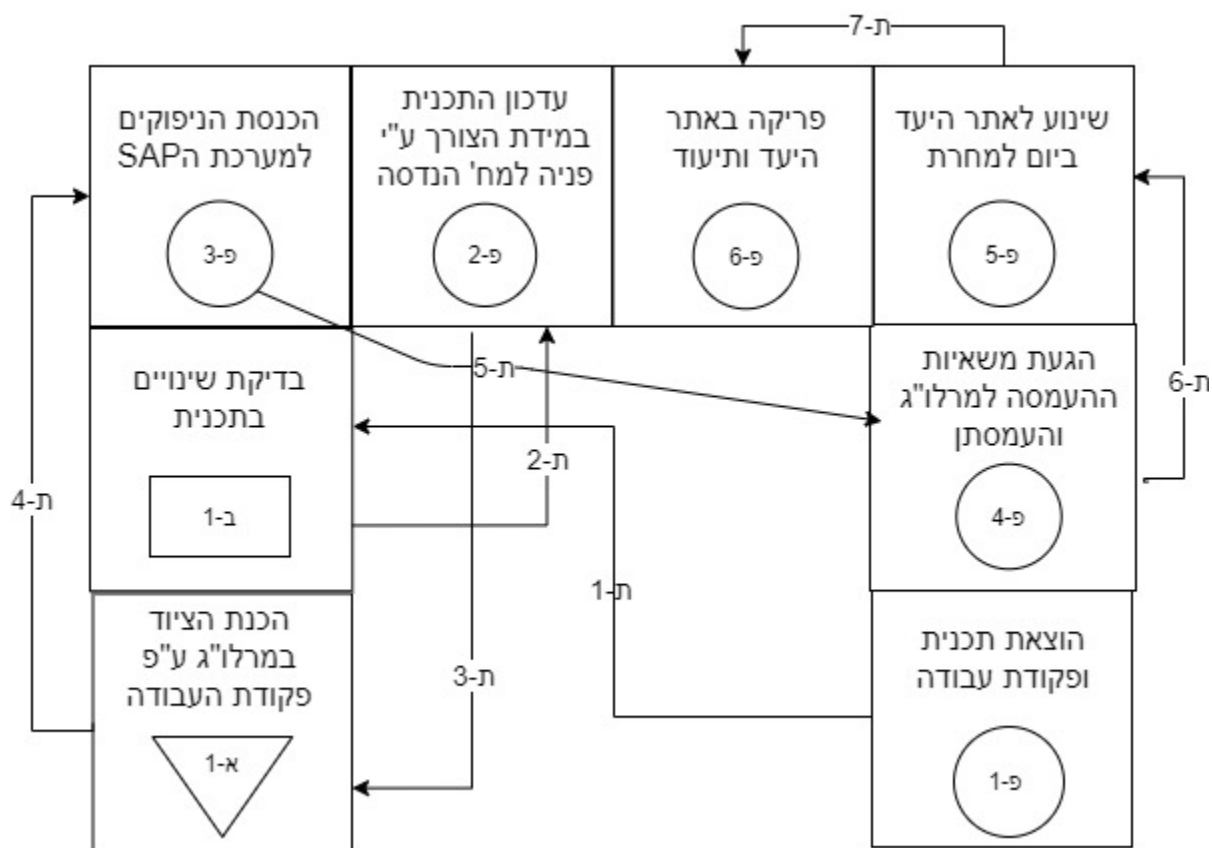 ת-7
שינוע לאתר היעד
ביום למחרת
פ-5
פריקה באתר
היעד ותיעוד
פ-6
עדכון התכנית
במידת הצורך ע"י
פניה למח' הנדסה
פ-2
הכנסת הניפוקים
למערכת הSAP
פ-3
ת-6
הגעת משאיות
ההעמסה למרלו"ג
והעמסתן
פ-4
ת-5
ת-2
בדיקת שינויים
בתכנית
ב-1
ת-4
ת-1
הוצאת תכנית
ופקודת עבודה
פ-1
ת-3
הכנת הציוד
במרלו"ג ע"פ
פקודת העבודה
א-1